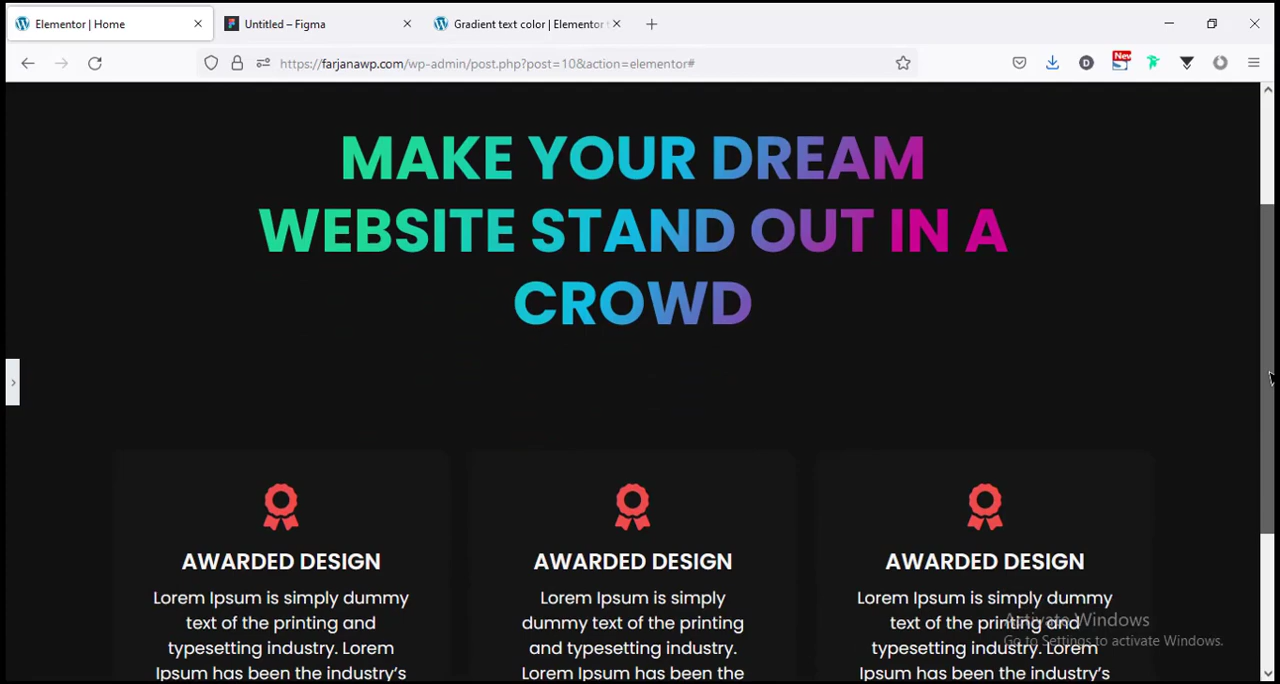 Elementor | Home
Untitled – Figma
Gradient text color | Elementor t
https://farjanawp.com/wp-admin/post.php?post=10&action=elementor#
D
New
MAKE YOUR DREAM
WEBSITE STAND OUT IN A
CROWD
AWARDED DESIGN
Lorem Ipsum is simply dummy
text of the printing and
typesetting industry. Lorem
Ipsum has been the industry’s
AWARDED DESIGN
Lorem Ipsum is simply
dummy text of the printing
and typesetting industry.
Lorem Ipsum has been the
AWARDED DESIGN
Lorem Ipsum is simply dummy
text of the printing and
typesetting industry. Lorem
Ipsum has been the industry’s
Activate Windows
Go to Settings to activate Windows.